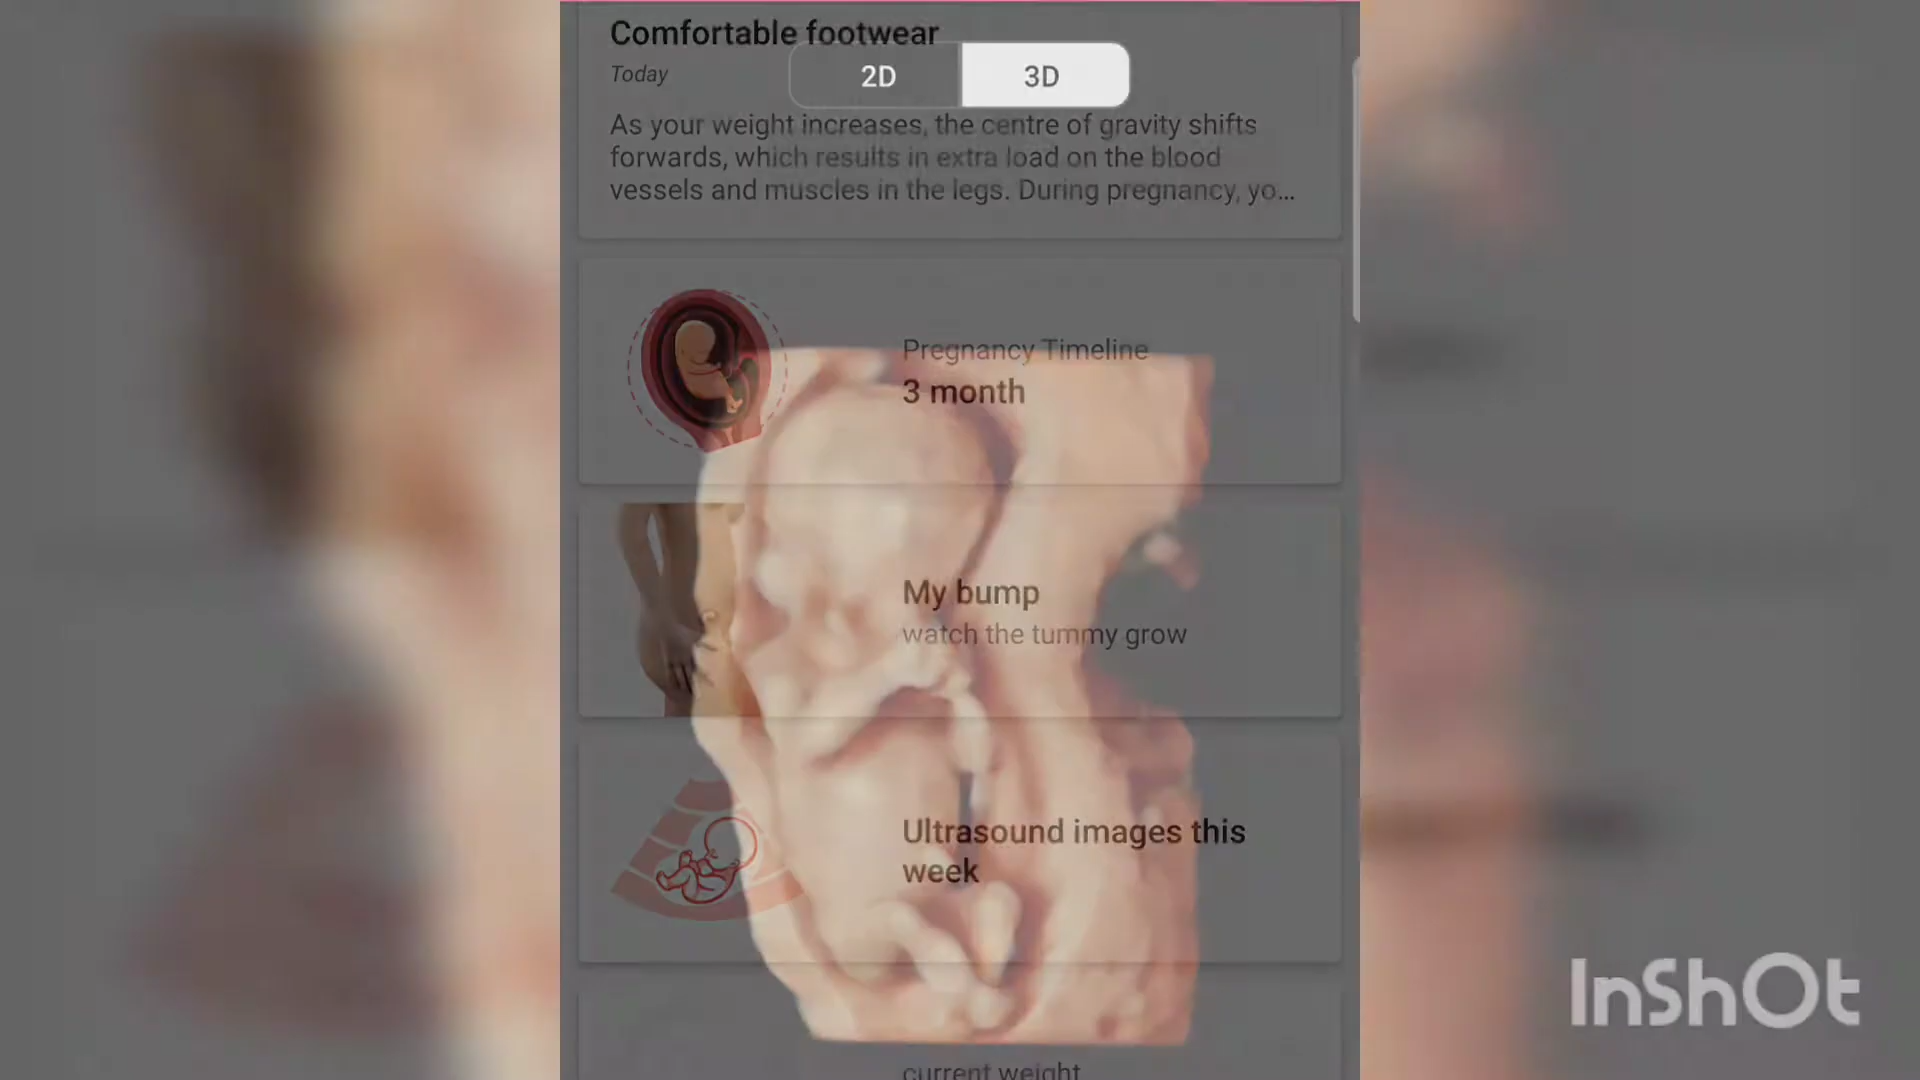 Comfortable footwear
Today
2D
3D
As your weight increases, the centre of gravity shifts
forwards, which results in extra load on the blood
vessels and muscles in the legs. During pregnancy, yo...
Pregnancy Timeline
3 month
My bump
watch the tummy grow
Ultrasound images this
week
current weight
InShOt